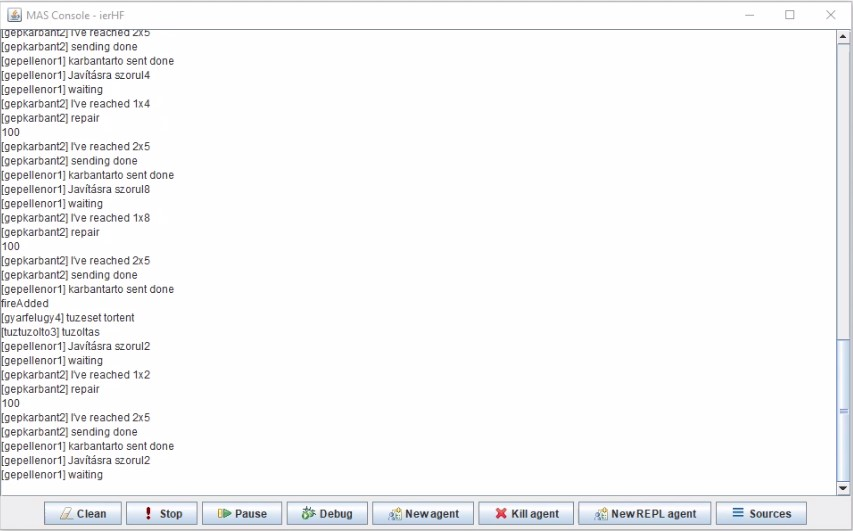 MAS Console - ierHF
[gepkarbant2] I've reached 2x5
[gepkarbant2] sending done
[gepellenor1] karbantarto sent done
[gepellenor1] Javításra szorul4
[gepellenor1] waiting
[gepkarbant2] I've reached 1x4
[gepkarbant2] repair
100
[gepkarbant2] I've reached 2x5
[gepkarbant2] sending done
[gepellenor1] karbantarto sent done
[gepellenor1] Javításra szorul8
[gepellenor1] waiting
[gepkarbant2] I've reached 1x8
[gepkarbant2] repair
100
[gepkarbant2] I've reached 2x5
[gepkarbant2] sending done
[gepellenor1] karbantarto sent done
fireAdded
[gyarfelugy4] tuzeset tortent
[tuztuzolto3] tuzoltas
[gepellenor1] Javításra szorul2
[gepellenor1] waiting
[gepkarbant2] I've reached 1x2
[gepkarbant2] repair
100
[gepkarbant2] I've reached 2x5
[gepkarbant2] sending done
[gepellenor1] karbantarto sent done
[gepellenor1] Javításra szorul2
[gepellenor1] waiting
Clean Stop Pause Debug New agent Kill agent New REPL agent Sources